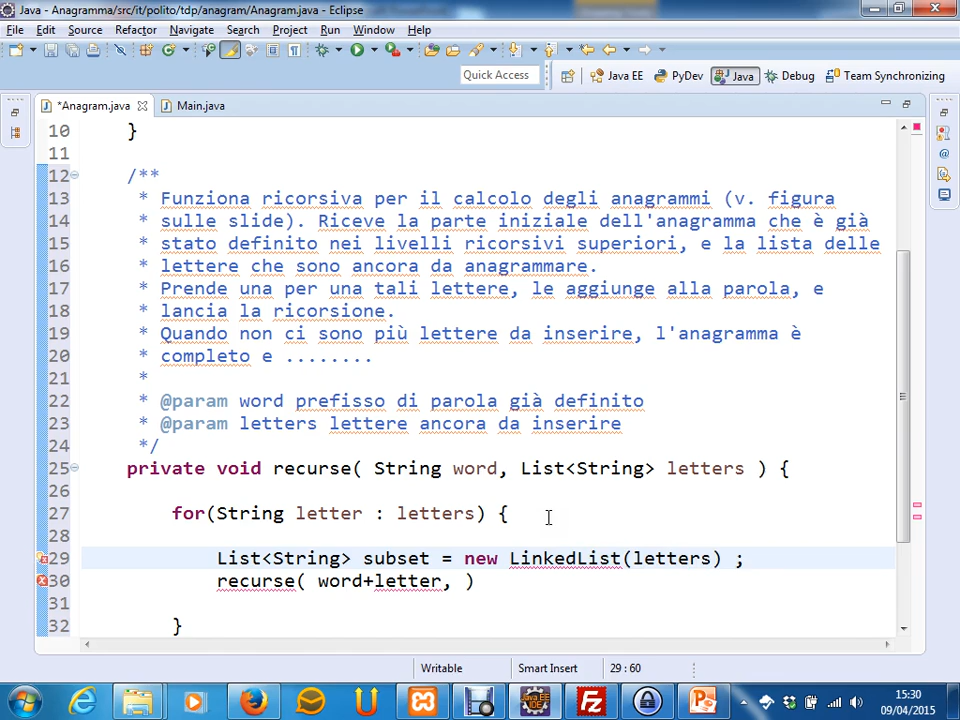 Java - Anagramma/src/it/polito/tdp/anagram/Anagram.java - Eclipse
File Edit Source Refactor Navigate Search Project Run Window Help
Quick Access Java EE PyDev Java Debug Team Synchronizing
*Anagram.java Main.java
10 }
11
12 /**
13 * Funziona ricorsiva per il calcolo degli anagrammi (v. figura
14 * sulle slide). Riceve la parte iniziale dell'anagramma che è già
15 * stato definito nei livelli ricorsivi superiori, e la lista delle
16 * lettere che sono ancora da anagrammare.
17 * Prende una per una tali lettere, le aggiunge alla parola, e
18 * lancia la ricorsione.
19 * Quando non ci sono più lettere da inserire, l'anagramma è
20 * completo e ........
21 *
22 * @param word prefisso di parola già definito
23 * @param letters lettere ancora da inserire
24 */
25 private void recurse( String word, List<String> letters ) {
26
27 for(String letter : letters) {
28
29 List<String> subset = new LinkedList(letters) ;
30 recurse( word+letter, )
31
32 }
Writable Smart Insert 29 : 60
15:30
09/04/2015